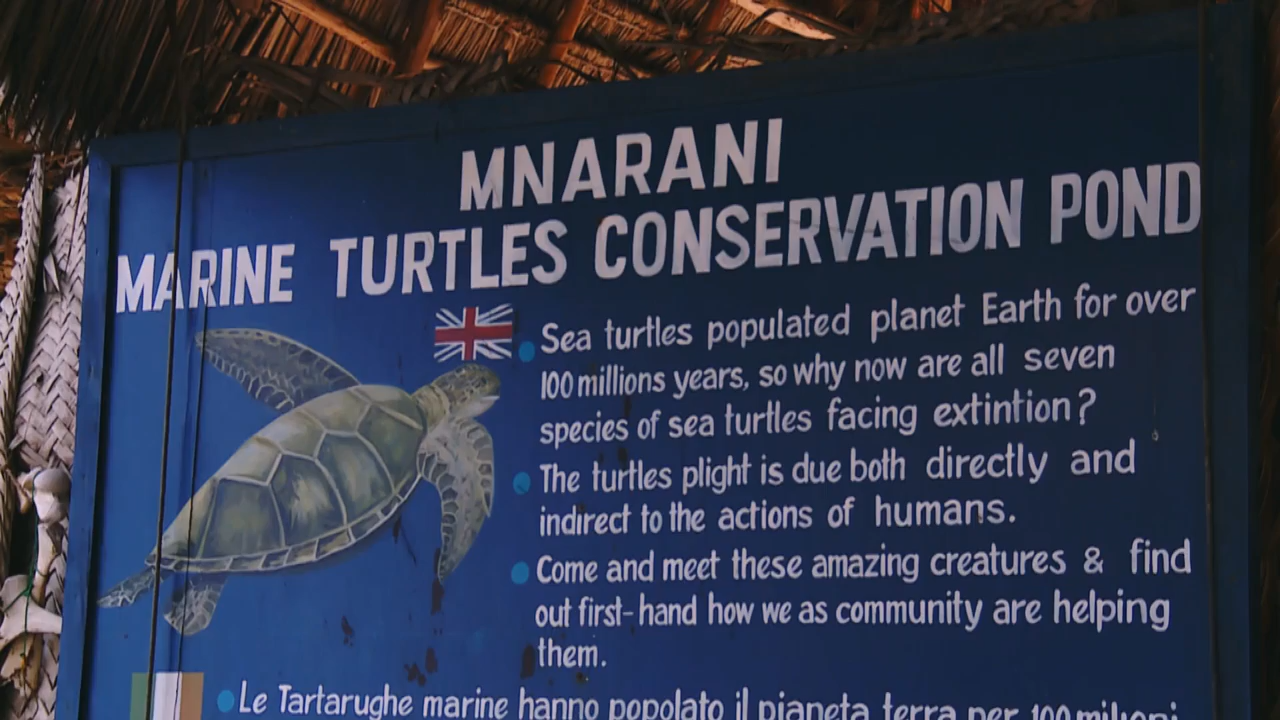 MNARANI
MARINE TURTLES CONSERVATION POND
Sea turtles populated planet Earth for over
100 millions years, so why now are all seven
species of sea turtles facing extintion?
The turtles plight is due both directly and
indirect to the actions of humans.
Come and meet these amazing creatures & find
out first-hand how we as community are helping
them.
Le Tartarughe marine hanno popolato il pianeta terra per 100 milioni